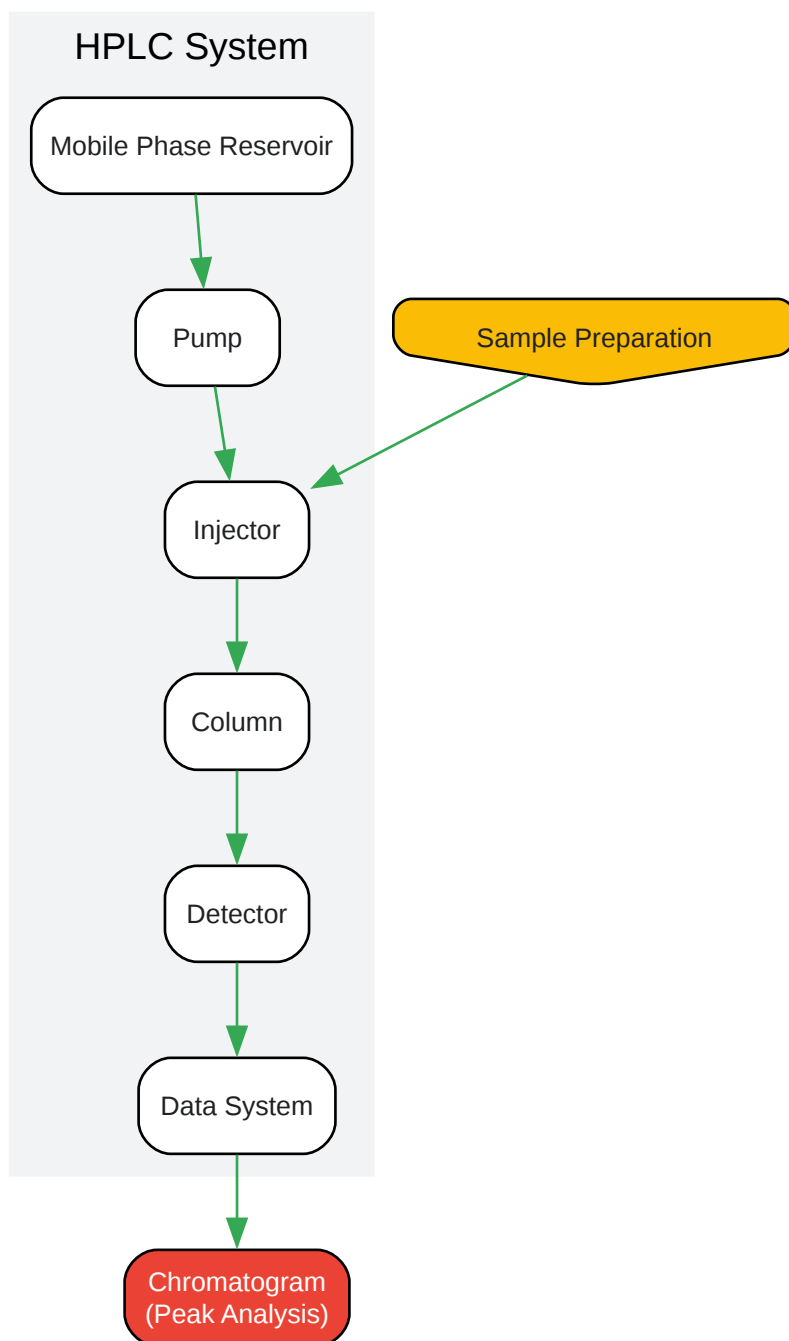 HPLC System
Mobile Phase Reservoir
Pump
Sample Preparation
Injector
Column
Detector
Data System
Chromatogram
(Peak Analysis)